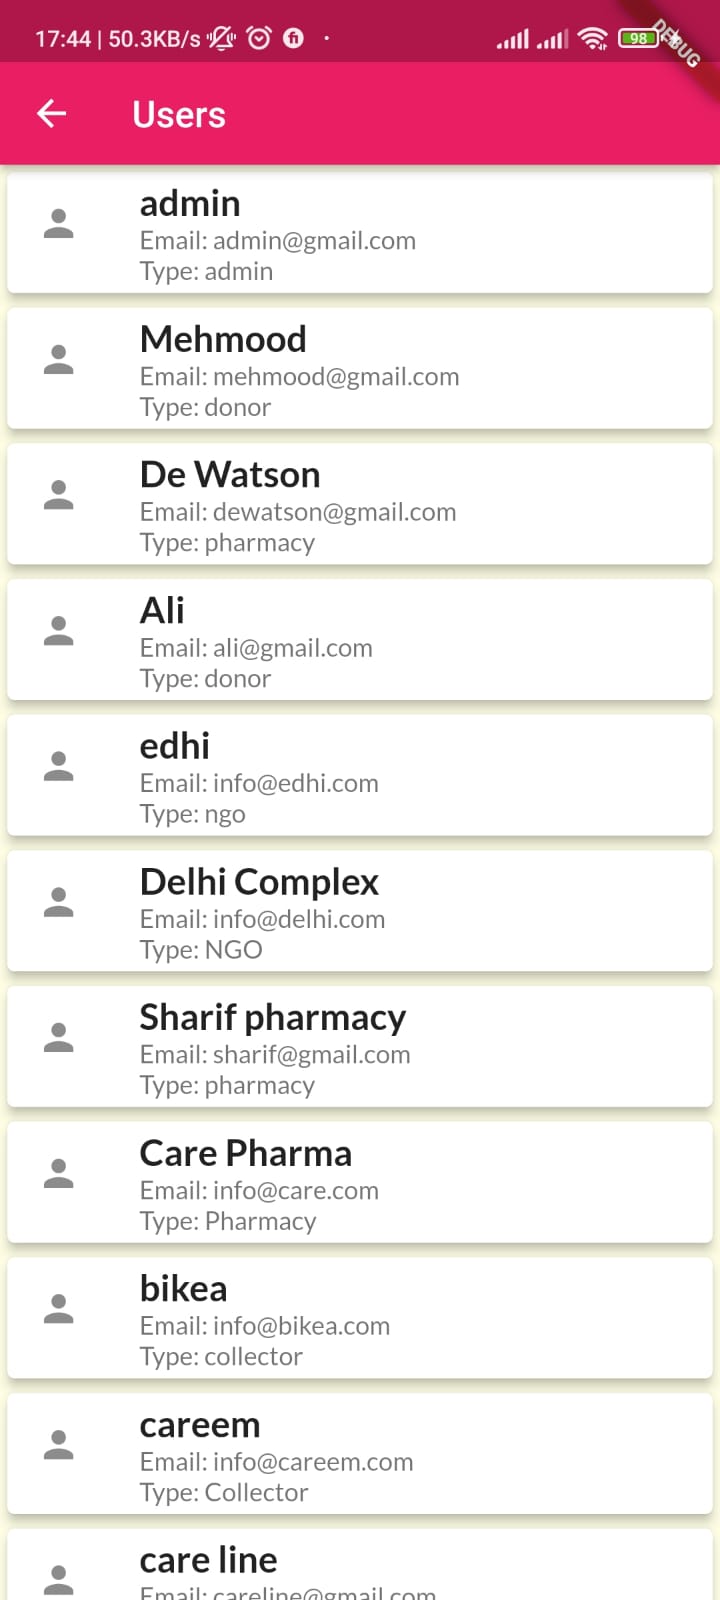 17:44 | 50.3KB/s
98
DEBUG
Users
admin
Email: admin@gmail.com
Type: admin
Mehmood
Email: mehmood@gmail.com
Type: donor
De Watson
Email: dewatson@gmail.com
Type: pharmacy
Ali
Email: ali@gmail.com
Type: donor
edhi
Email: info@edhi.com
Type: ngo
Delhi Complex
Email: info@delhi.com
Type: NGO
Sharif pharmacy
Email: sharif@gmail.com
Type: pharmacy
Care Pharma
Email: info@care.com
Type: Pharmacy
bikea
Email: info@bikea.com
Type: collector
careem
Email: info@careem.com
Type: Collector
care line
Email: careline@gmail.com